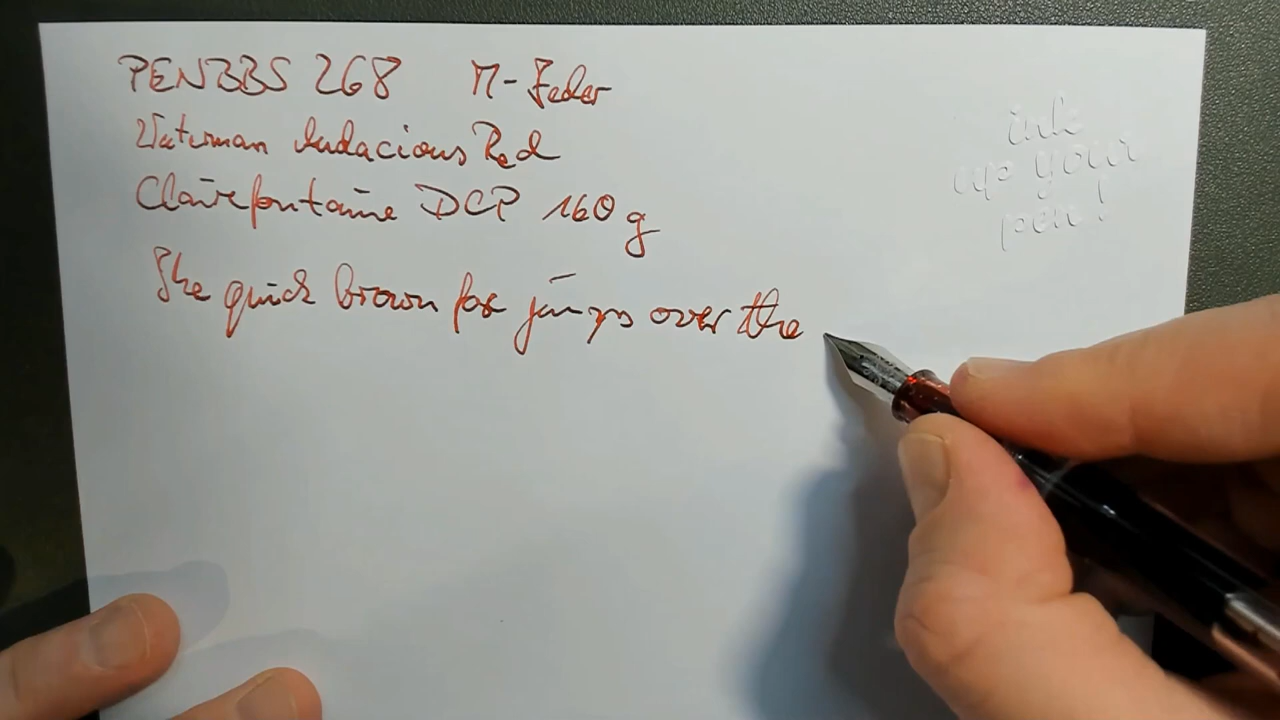 PENBBS 268 M-Feder
Waterman Audacious Red
Clairefontaine DCP 160 g
The quick brown fox jumps over the
ink
up your
pen!